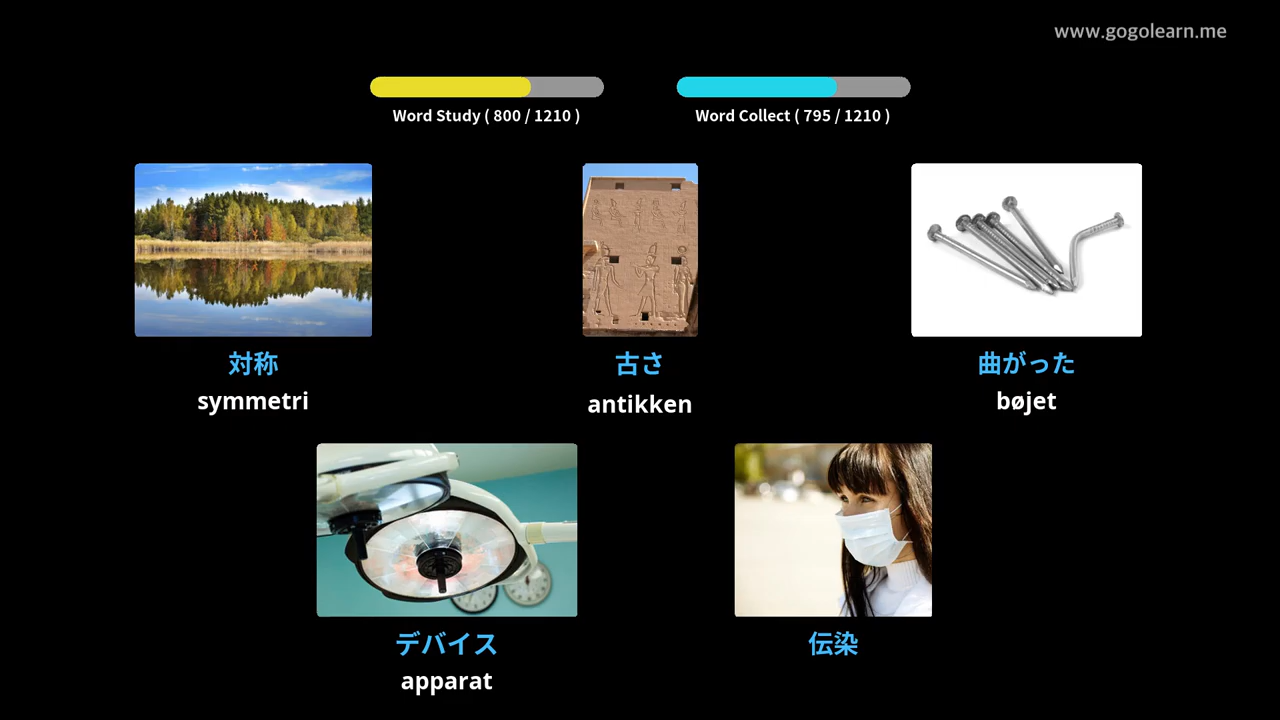 www.gogolearn.me
Word Study ( 800 / 1210 )
Word Collect ( 795 / 1210 )
対称
symmetri
古さ
antikken
曲がった
bøjet
デバイス
apparat
伝染